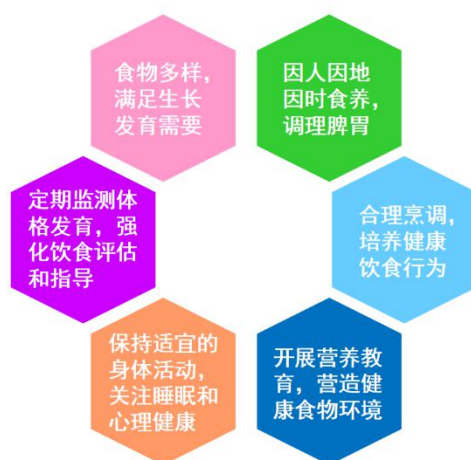 食物多样，
满足生长
发育需要
因人因地
因时食养，
调理脾胃
定期监测体
格发育，强
化饮食评估
和指导
合理烹调，
培养健康
饮食行为
保持适宜的
身体活动，
关注睡眠和
心理健康
开展营养教
育，营造健
康食物环境